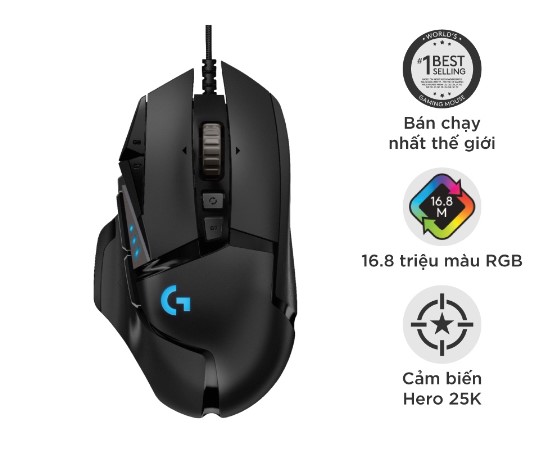 WORLD'S
#1 BEST
SELLING
GAMING MOUSE
Bán chạy
nhất thế giới
16.8
M
16.8 triệu màu RGB
Cảm biến
Hero 25K
G